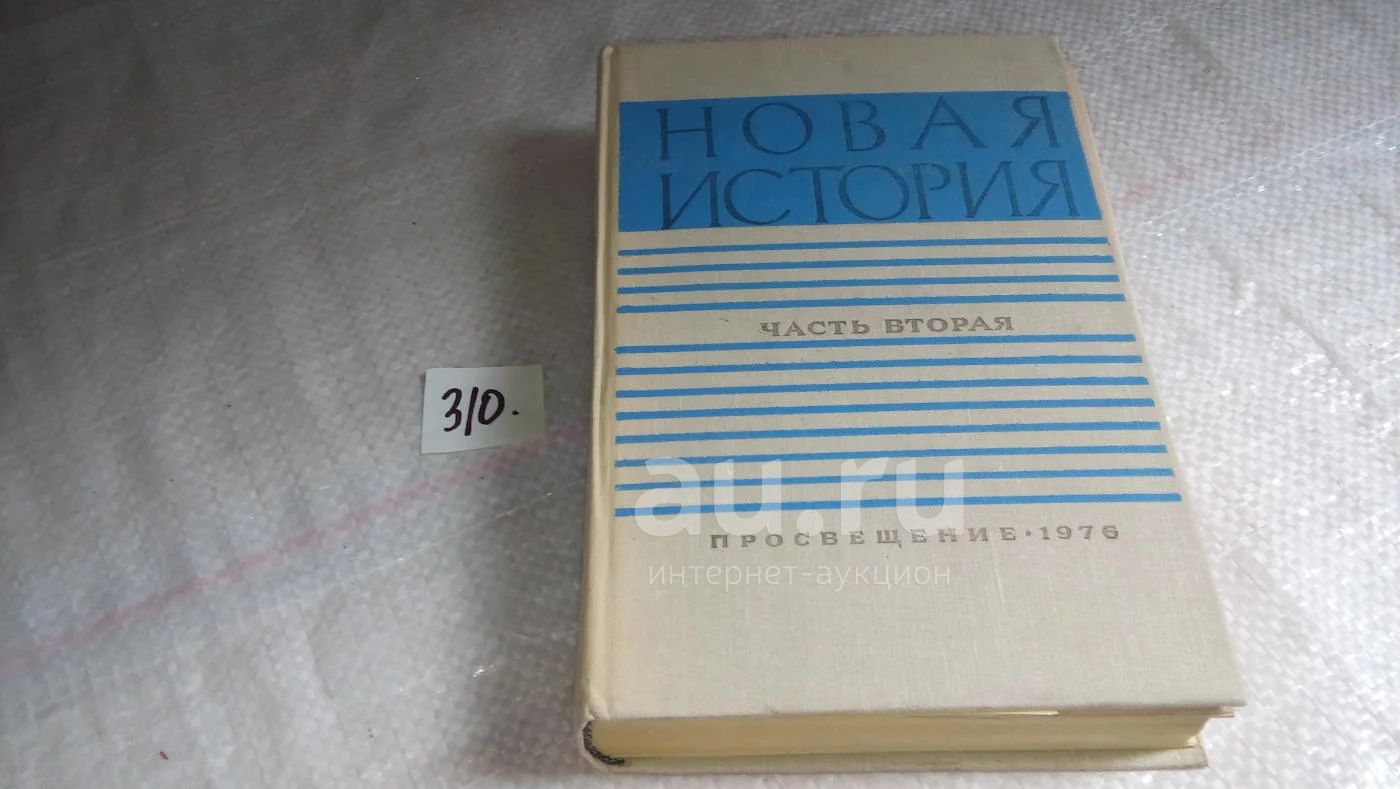 НОВАЯ
ИСТОРИЯ
ЧАСТЬ ВТОРАЯ
310.
au.ru
ПРОСВЕЩЕНИЕ · 1976
интернет-аукцион